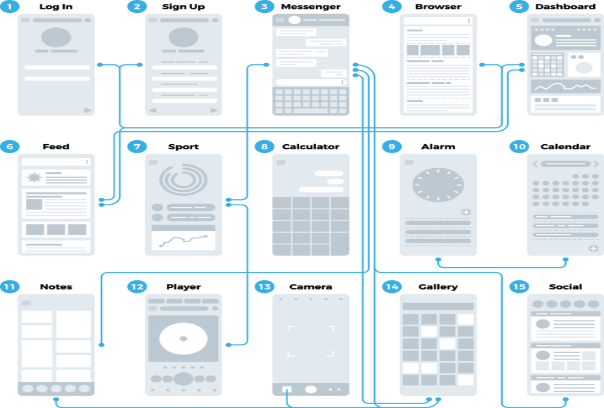 1 Log In
2 Sign Up
3 Messenger
4 Browser
5 Dashboard
6 Feed
7 Sport
8 Calculator
9 Alarm
10 Calendar
11 Notes
12 Player
13 Camera
14 Gallery
15 Social